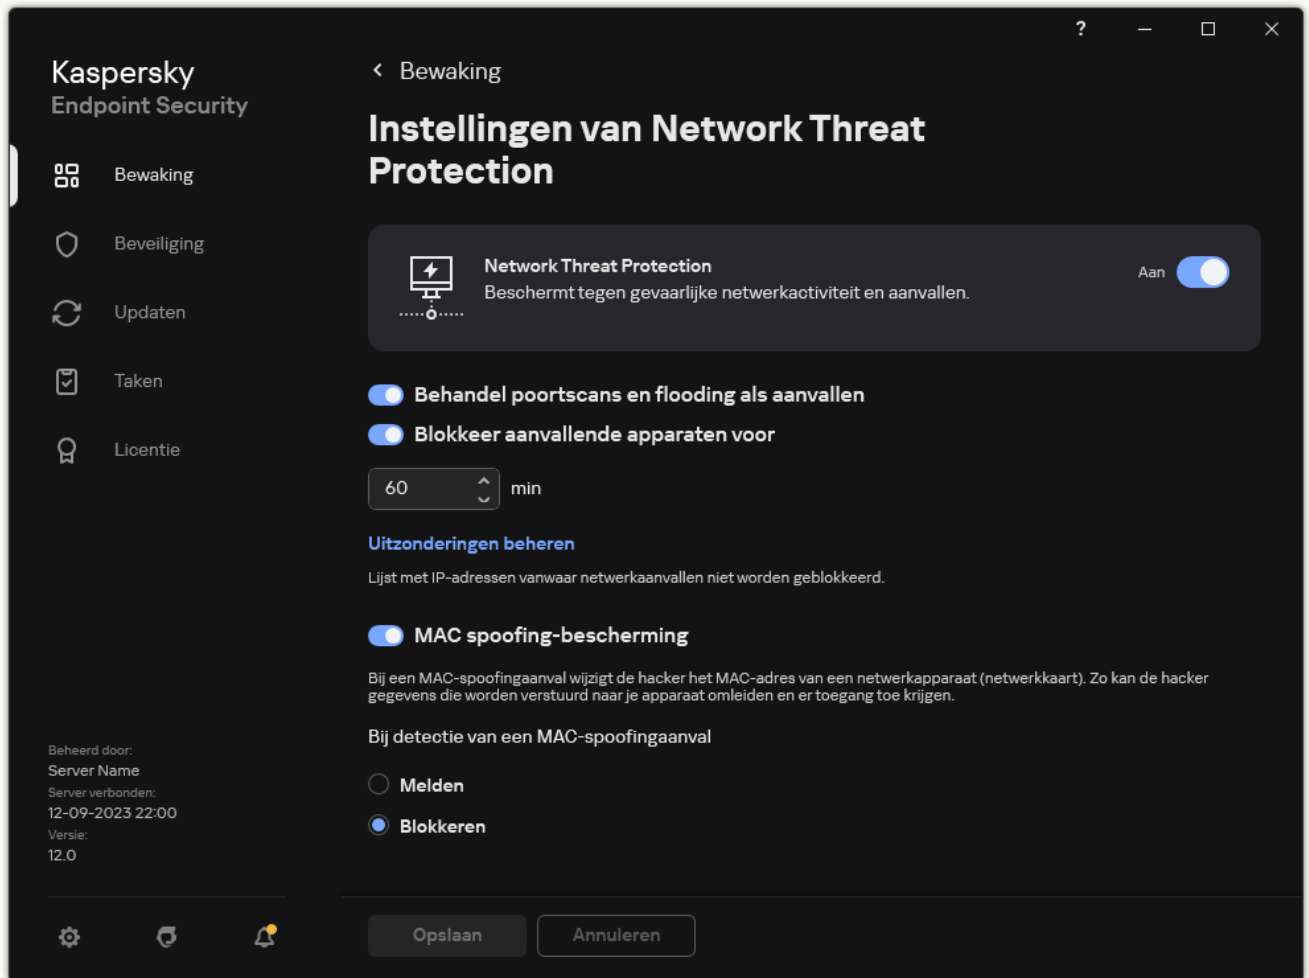 ?
Kaspersky
Endpoint Security
Bewaking
Beveiliging
Updaten
Taken
Licentie
Beheerd door:
Server Name
Server verbonden:
12-09-2023 22:00
Versie:
12.0
Bewaking
Instellingen van Network Threat
Protection
Network Threat Protection
Beschermt tegen gevaarlijke netwerkactiviteit en aanvallen.
Aan
Behandel poortscans en flooding als aanvallen
Blokkeer aanvallende apparaten voor
60 min
Uitzonderingen beheren
Lijst met IP-adressen vanwaar netwerkaanvallen niet worden geblokkeerd.
MAC spoofing-bescherming
Bij een MAC-spoofingaanval wijzigt de hacker het MAC-adres van een netwerkapparaat (netwerkkaart). Zo kan de hacker
gegevens die worden verstuurd naar je apparaat omleiden en er toegang toe krijgen.
Bij detectie van een MAC-spoofingaanval
Melden
Blokkeren
Opslaan
Annuleren